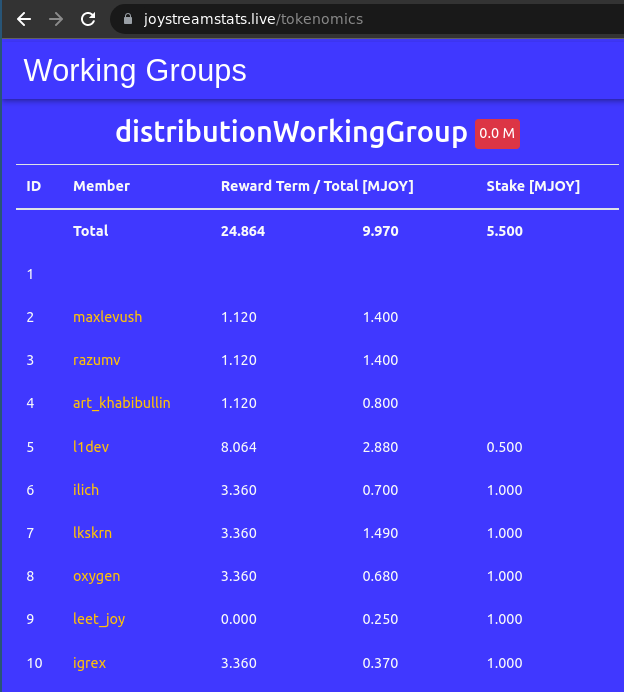 joystreamstats.live/tokenomics
Working Groups
distributionWorkingGroup 0.0 M
ID Member Reward Term / Total [MJOY] Stake [MJOY]
Total 24.864 9.970 5.500
1
2 maxlevush 1.120 1.400
3 razumv 1.120 1.400
4 art_khabibullin 1.120 0.800
5 l1dev 8.064 2.880 0.500
6 ilich 3.360 0.700 1.000
7 lkskrn 3.360 1.490 1.000
8 oxygen 3.360 0.680 1.000
9 leet_joy 0.000 0.250 1.000
10 igrex 3.360 0.370 1.000